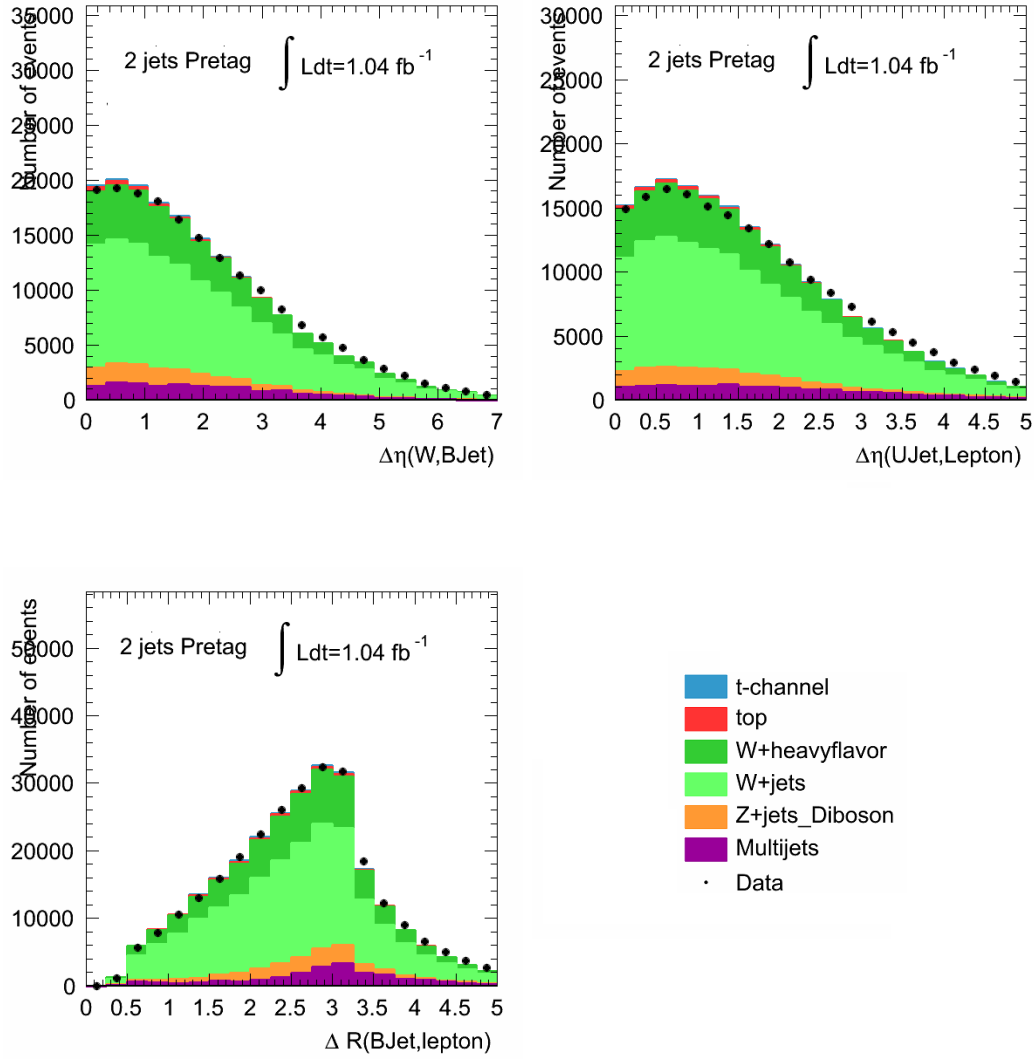 Number of events
35000
30000
25000
20000
15000
10000
5000
0
2 jets Pretag ∫ Ldt=1.04 fb⁻¹
0 1 2 3 4 5 6 7
Δη(W,BJet)
Number of events
30000
25000
20000
15000
10000
5000
0
2 jets Pretag ∫ Ldt=1.04 fb⁻¹
0 0.5 1 1.5 2 2.5 3 3.5 4 4.5 5
Δη(UJet,Lepton)
Number of events
50000
40000
30000
20000
10000
0
2 jets Pretag ∫ Ldt=1.04 fb⁻¹
0 0.5 1 1.5 2 2.5 3 3.5 4 4.5 5
Δ R(BJet,lepton)
t-channel
top
W+heavyflavor
W+jets
Z+jets_Diboson
Multijets
Data